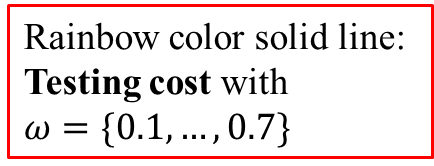 Rainbow color solid line:
Testing cost with
ω = {0.1, ..., 0.7}